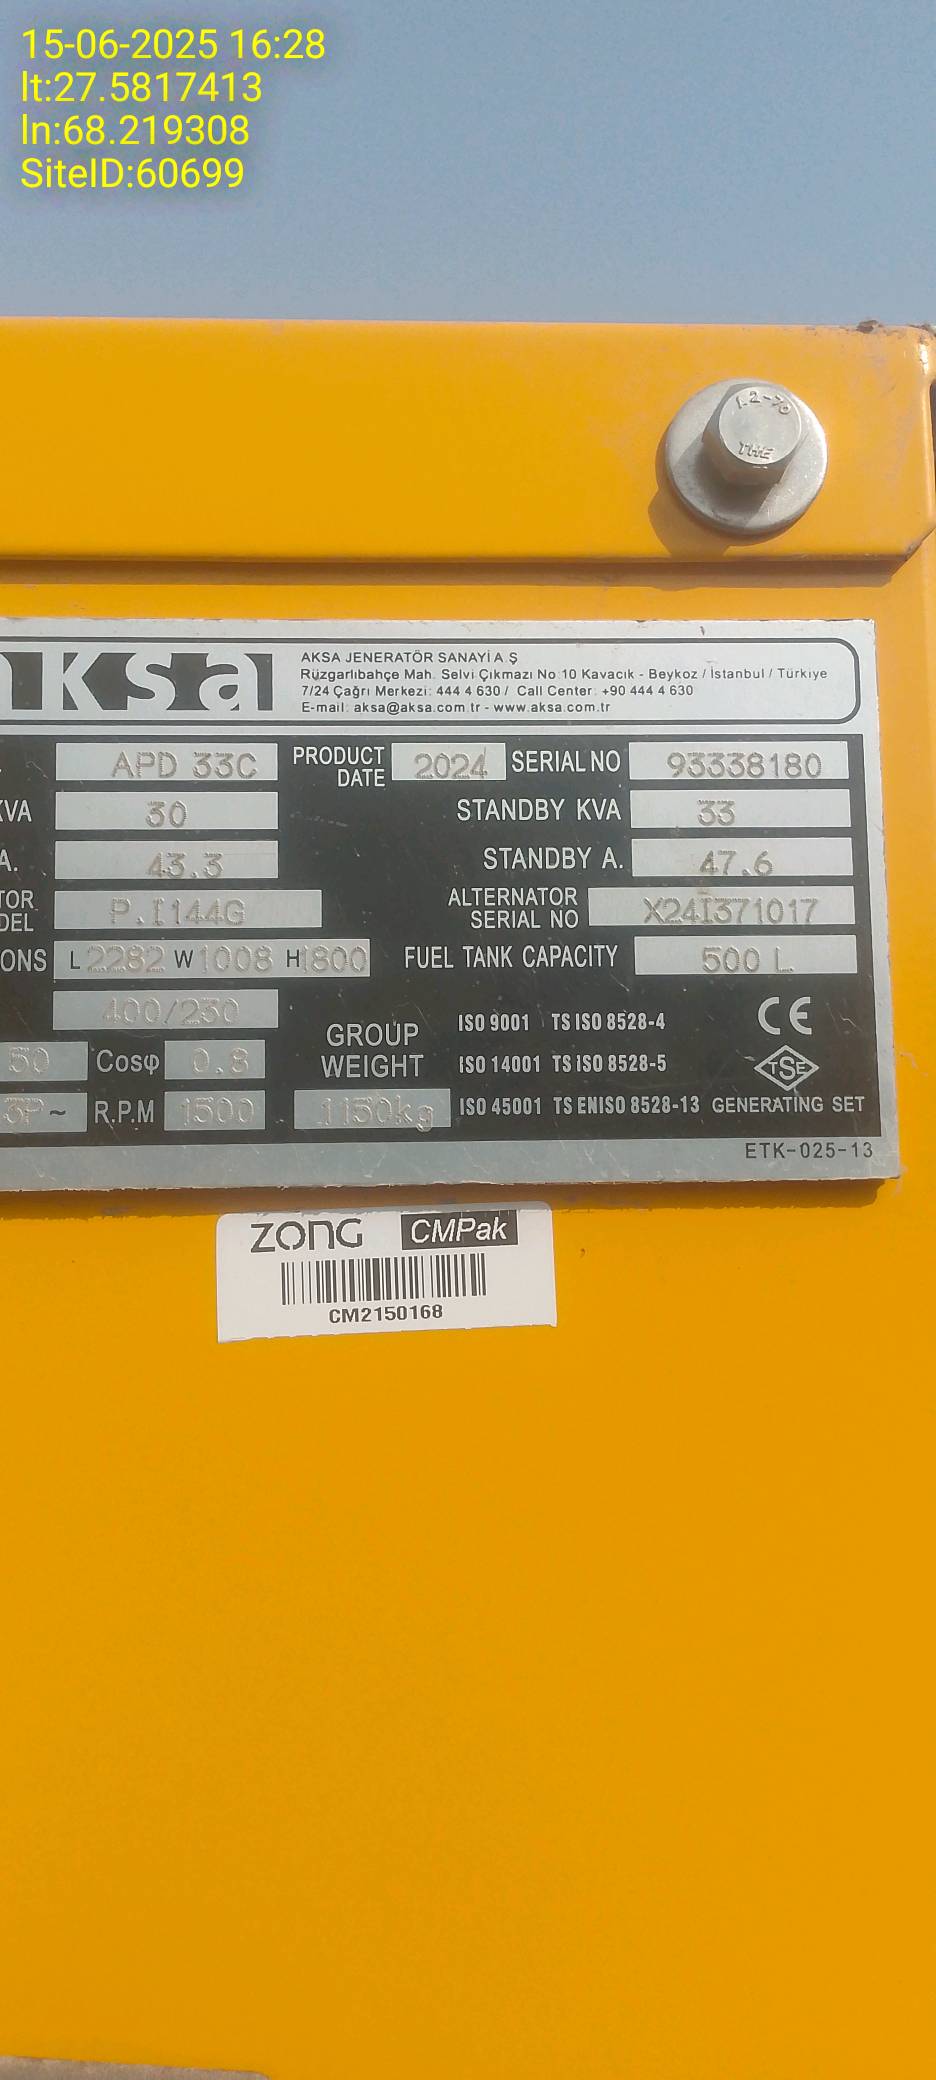 15-06-2025 16:28
lt:27.5817413
ln:68.219308
SiteID:60699
THE
aksa
AKSA JENERATÖR SANAYİ A.Ş
Rüzgarlıbahçe Mah. Selvi Çıkmazı No:10 Kavacık - Beykoz / İstanbul / Türkiye
7/24 Çağrı Merkezi: 444 4 630 / Call Center: +90 444 4 630
E-mail: aksa@aksa.com.tr - www.aksa.com.tr
APD 33C PRODUCT DATE 2024 SERIAL NO 93338180
KVA 30 STANDBY KVA 33
A. 43.3 STANDBY A. 47.6
TOR DEL P.I144G ALTERNATOR SERIAL NO X24I371017
ONS L2282 W1008 H1800 FUEL TANK CAPACITY 500 L
400/230
50 Cosφ 0.8
3P~ R.P.M 1500
GROUP WEIGHT 1150kg
ISO 9001 TS ISO 8528-4 CE
ISO 14001 TS ISO 8528-5 TSE
ISO 45001 TS EN ISO 8528-13 GENERATING SET
ETK-025-13
ZONG CMPak
CM2150168